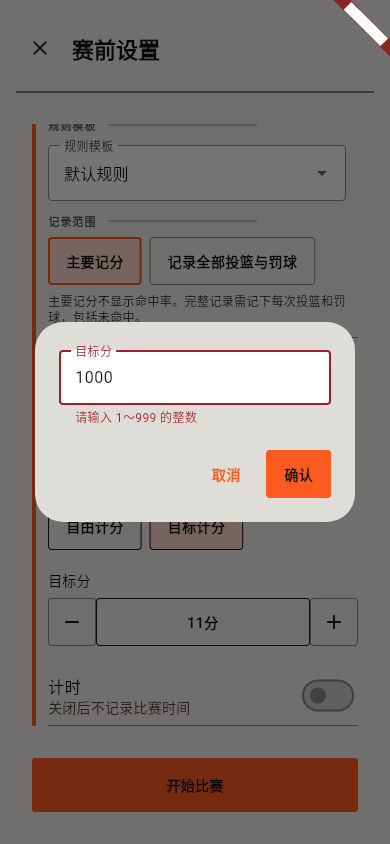 赛前设置
规则模板
规则模板
默认规则
记录范围
主要记分
记录全部投篮与罚球
主要记分不显示命中率。完整记录需记下每次投篮和罚
球，包括未命中。
目标分
1000
请输入 1～999 的整数
取消
确认
自由计分
目标计分
目标分
11分
计时
关闭后不记录比赛时间
开始比赛